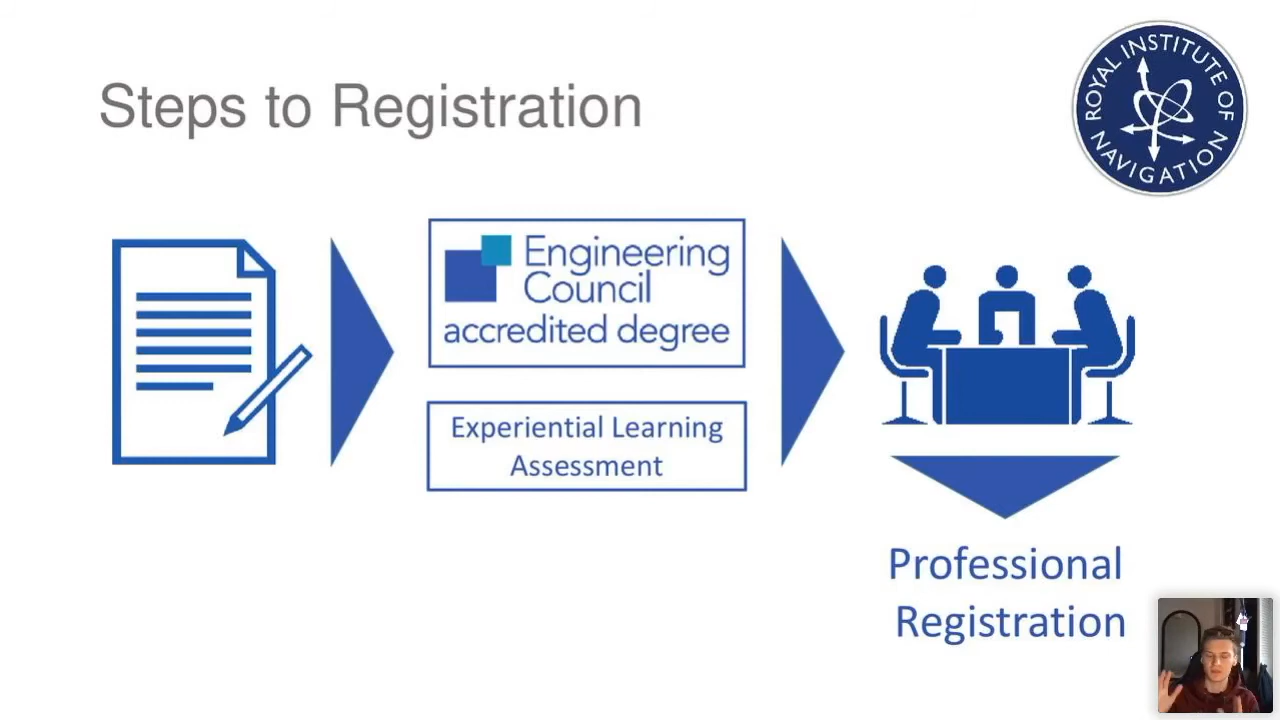 Steps to Registration
ROYAL INSTITUTE OF
NAVIGATION
Engineering
Council
accredited degree
Experiential Learning
Assessment
Professional
Registration